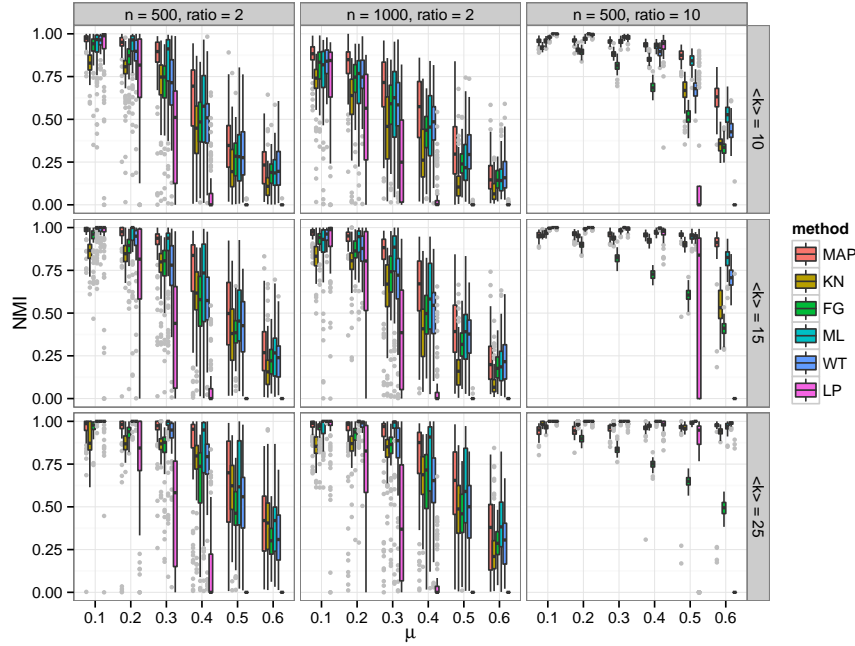 n = 500, ratio = 2
n = 1000, ratio = 2
n = 500, ratio = 10
1.00
0.75
0.50
0.25
0.00
<k> = 10
1.00
0.75
0.50
0.25
0.00
<k> = 15
1.00
0.75
0.50
0.25
0.00
<k> = 25
NMI
0.1 0.2 0.3 0.4 0.5 0.6
0.1 0.2 0.3 0.4 0.5 0.6
0.1 0.2 0.3 0.4 0.5 0.6
μ
method
MAP
KN
FG
ML
WT
LP